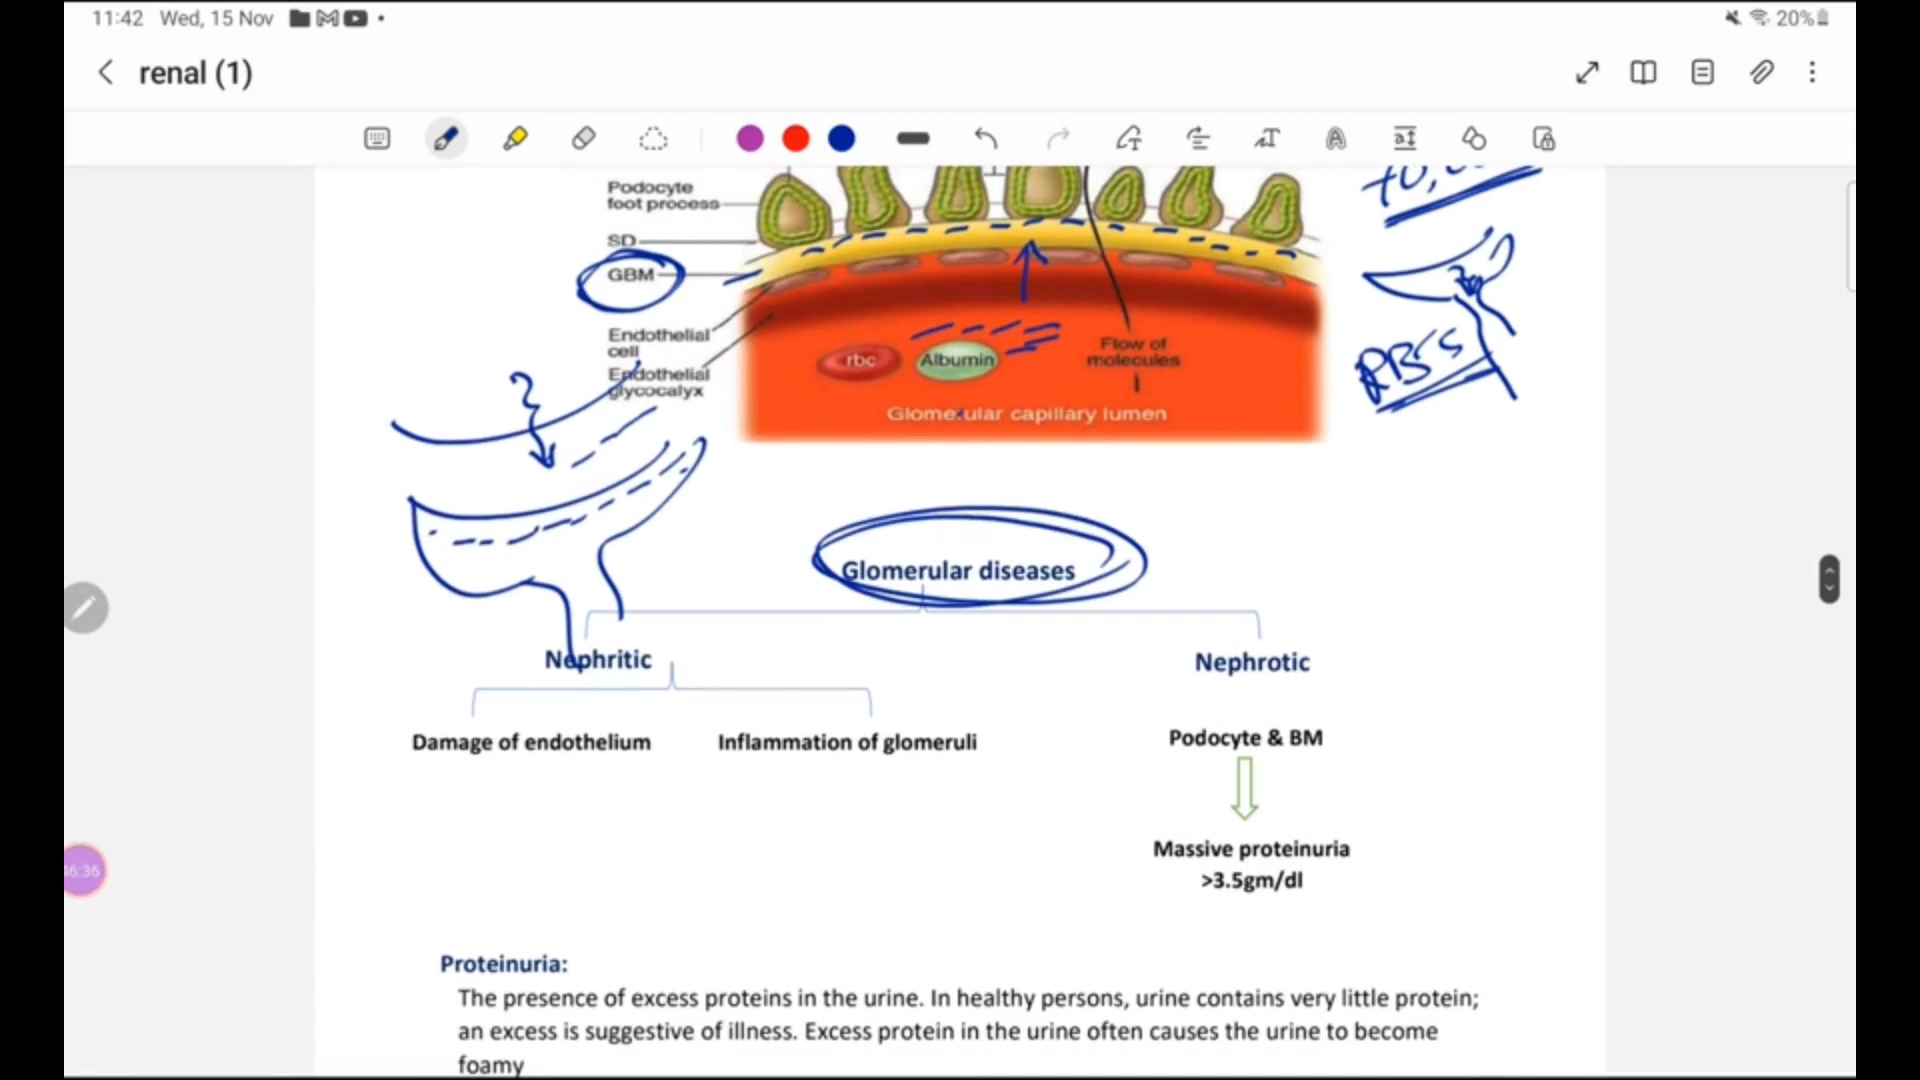 11:42 Wed, 15 Nov
20%
renal (1)
Podocyte
foot process
SD
GBM
Endothelial
cell
Endothelial
glycocalyx
rbc
Albumin
Flow of
molecules
Glomerular capillary lumen
RBCs
Glomerular diseases
Nephritic
Nephrotic
Damage of endothelium
Inflammation of glomeruli
Podocyte & BM
Massive proteinuria
>3.5gm/dl
46:36
Proteinuria:
The presence of excess proteins in the urine. In healthy persons, urine contains very little protein;
an excess is suggestive of illness. Excess protein in the urine often causes the urine to become
foamy